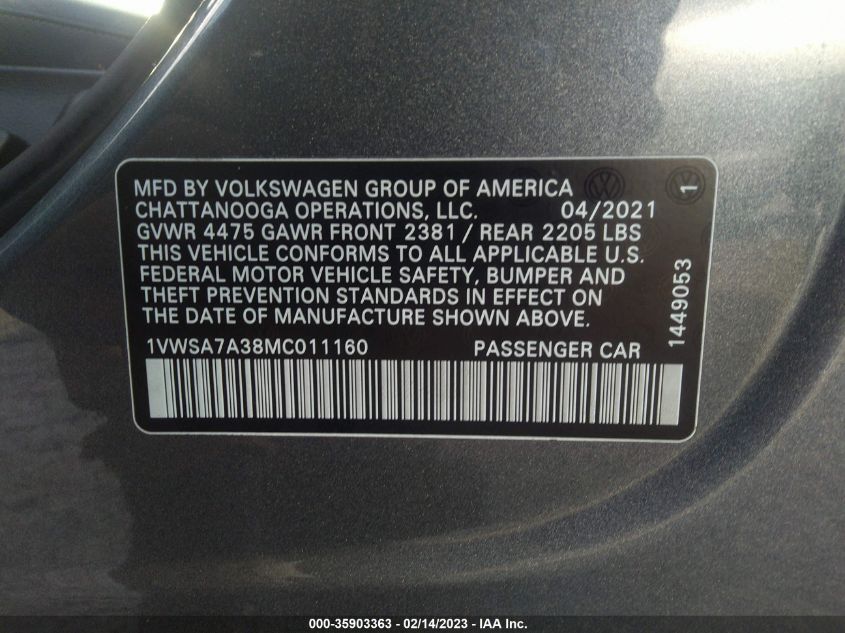 MFD BY VOLKSWAGEN GROUP OF AMERICA
CHATTANOOGA OPERATIONS, LLC. 04/2021
GVWR 4475 GAWR FRONT 2381 / REAR 2205 LBS
THIS VEHICLE CONFORMS TO ALL APPLICABLE U.S.
FEDERAL MOTOR VEHICLE SAFETY, BUMPER AND
THEFT PREVENTION STANDARDS IN EFFECT ON
THE DATE OF MANUFACTURE SHOWN ABOVE.
1VWSA7A38MC011160 PASSENGER CAR
1449053
1
000-35903363 - 02/14/2023 - IAA Inc.